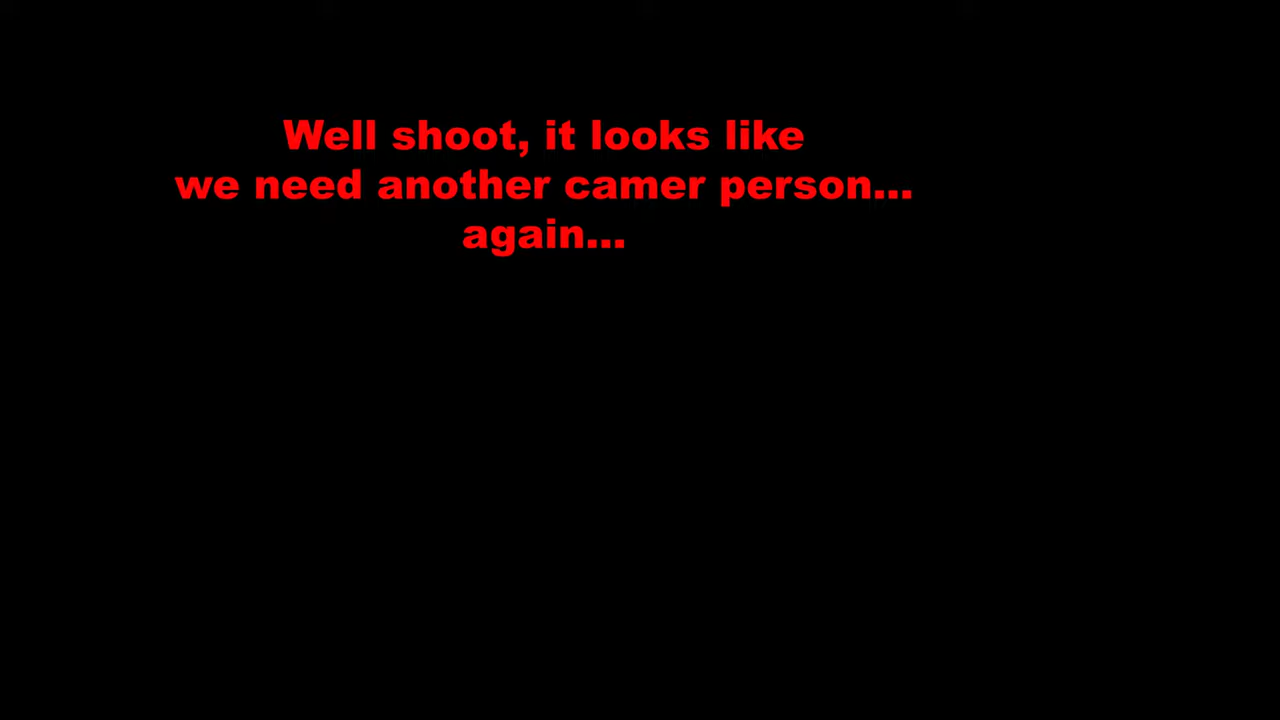 Well shoot, it looks like
we need another camer person...
again...